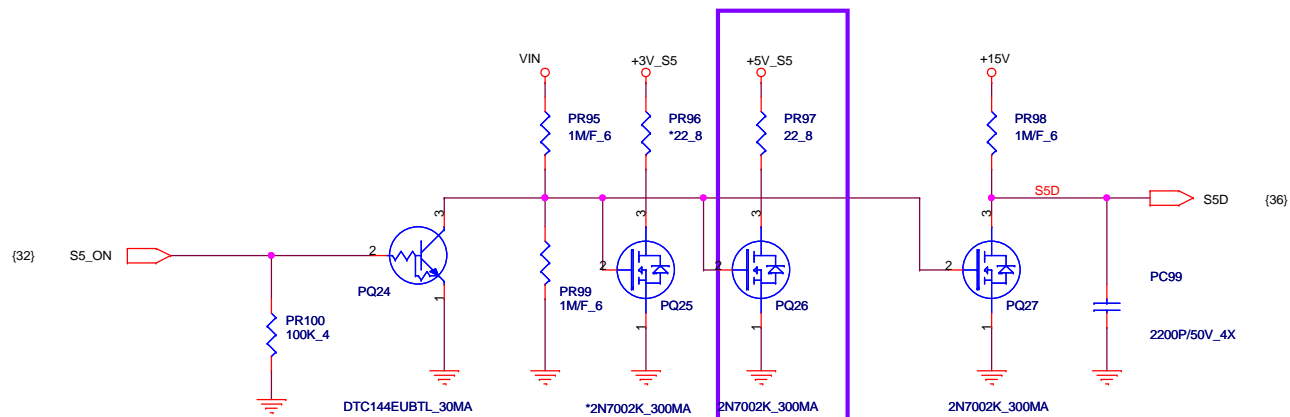 VIN
+3V_S5
+5V_S5
+15V
PR95
1M/F_6
PR96
*22_8
PR97
22_8
PR98
1M/F_6
S5D
S5D
{36}
3
3
3
3
{32}
S5_ON
2
2
2
2
PQ24
PR99
1M/F_6
PQ25
PQ26
PQ27
PC99
2200P/50V_4X
1
1
1
1
PR100
100K_4
DTC144EUBTL_30MA
*2N7002K_300MA
2N7002K_300MA
2N7002K_300MA